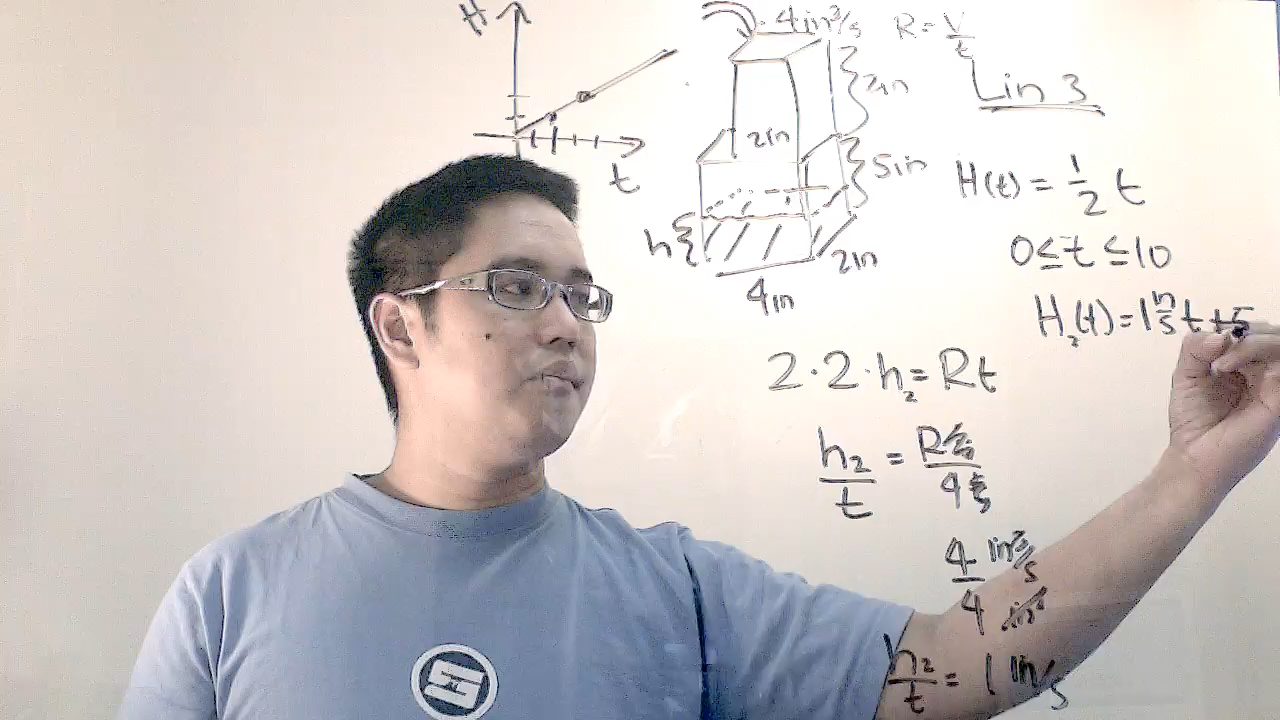 H
t
4in³/s
R = V/t
Lin 3
2in
5in
h
2in
4in
H(t) = 1/2 t
0≤t≤10
H₂(t)=1 in/s t+5
2·2·h₂=Rt
h₂/t = R
4
4 in³/s
4 in²
h₂/t = 1 in/s